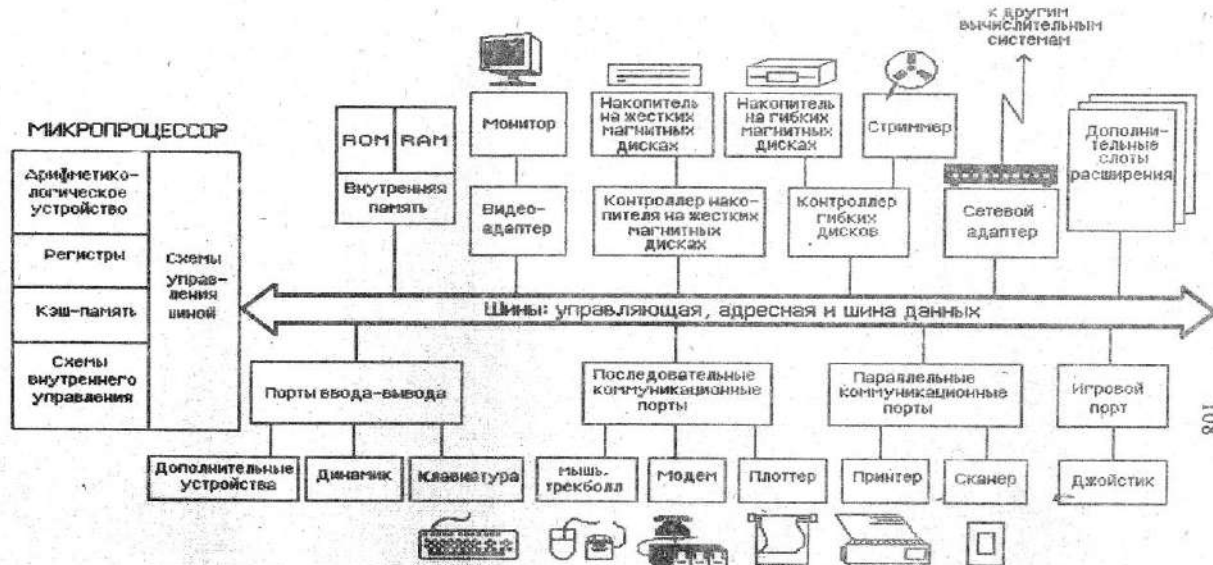 к другим
вычислительным
системам
МИКРОПРОЦЕССОР
Арифметико-
логическое
устройство
Регистры
Кэш-память
Схемы
внутреннего
управления
Схемы
управ-
ления
шиной
ROM
RAM
Внутренняя
память
Монитор
Видео-
адаптер
Накопитель
на жестких
магнитных
дисках
Контроллер нако-
пителя на жестких
магнитных
дисках
Накопитель
на гибких
магнитных
дисках
Контроллер
гибких
дисков
Стриммер
Сетевой
адаптер
Дополни-
тельные
слоты
расширения
Шины: управляющая, адресная и шина данных
Порты ввода-вывода
Последовательные
коммуникационные
порты
Параллельные
коммуникационные
порты
Игровой
порт
Дополнительные
устройства
Динамик
Клавиатура
мышь,
трекболл
Модем
Плоттер
Принтер
Сканер
Джойстик
108